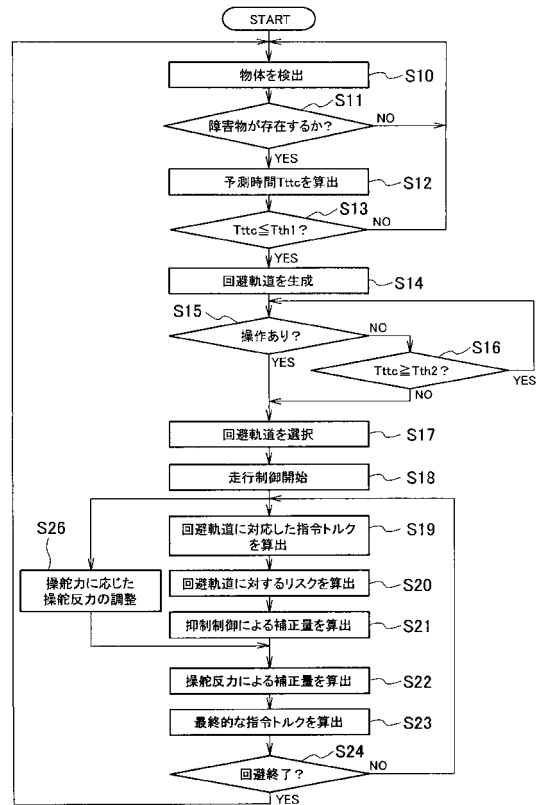 START
物体を検出
S10
S11
障害物が存在するか?
NO
YES
予測時間Tttcを算出
S12
S13
Tttc≦Tth1?
NO
YES
回避軌道を生成
S14
S15
操作あり?
NO
YES
S16
Tttc≧Tth2?
YES
NO
回避軌道を選択
S17
走行制御開始
S18
回避軌道に対応した指令トルク
を算出
S19
S26
操舵力に応じた
操舵反力の調整
回避軌道に対するリスクを算出
S20
抑制制御による補正量を算出
S21
操舵反力による補正量を算出
S22
最終的な指令トルクを算出
S23
S24
回避終了?
NO
YES